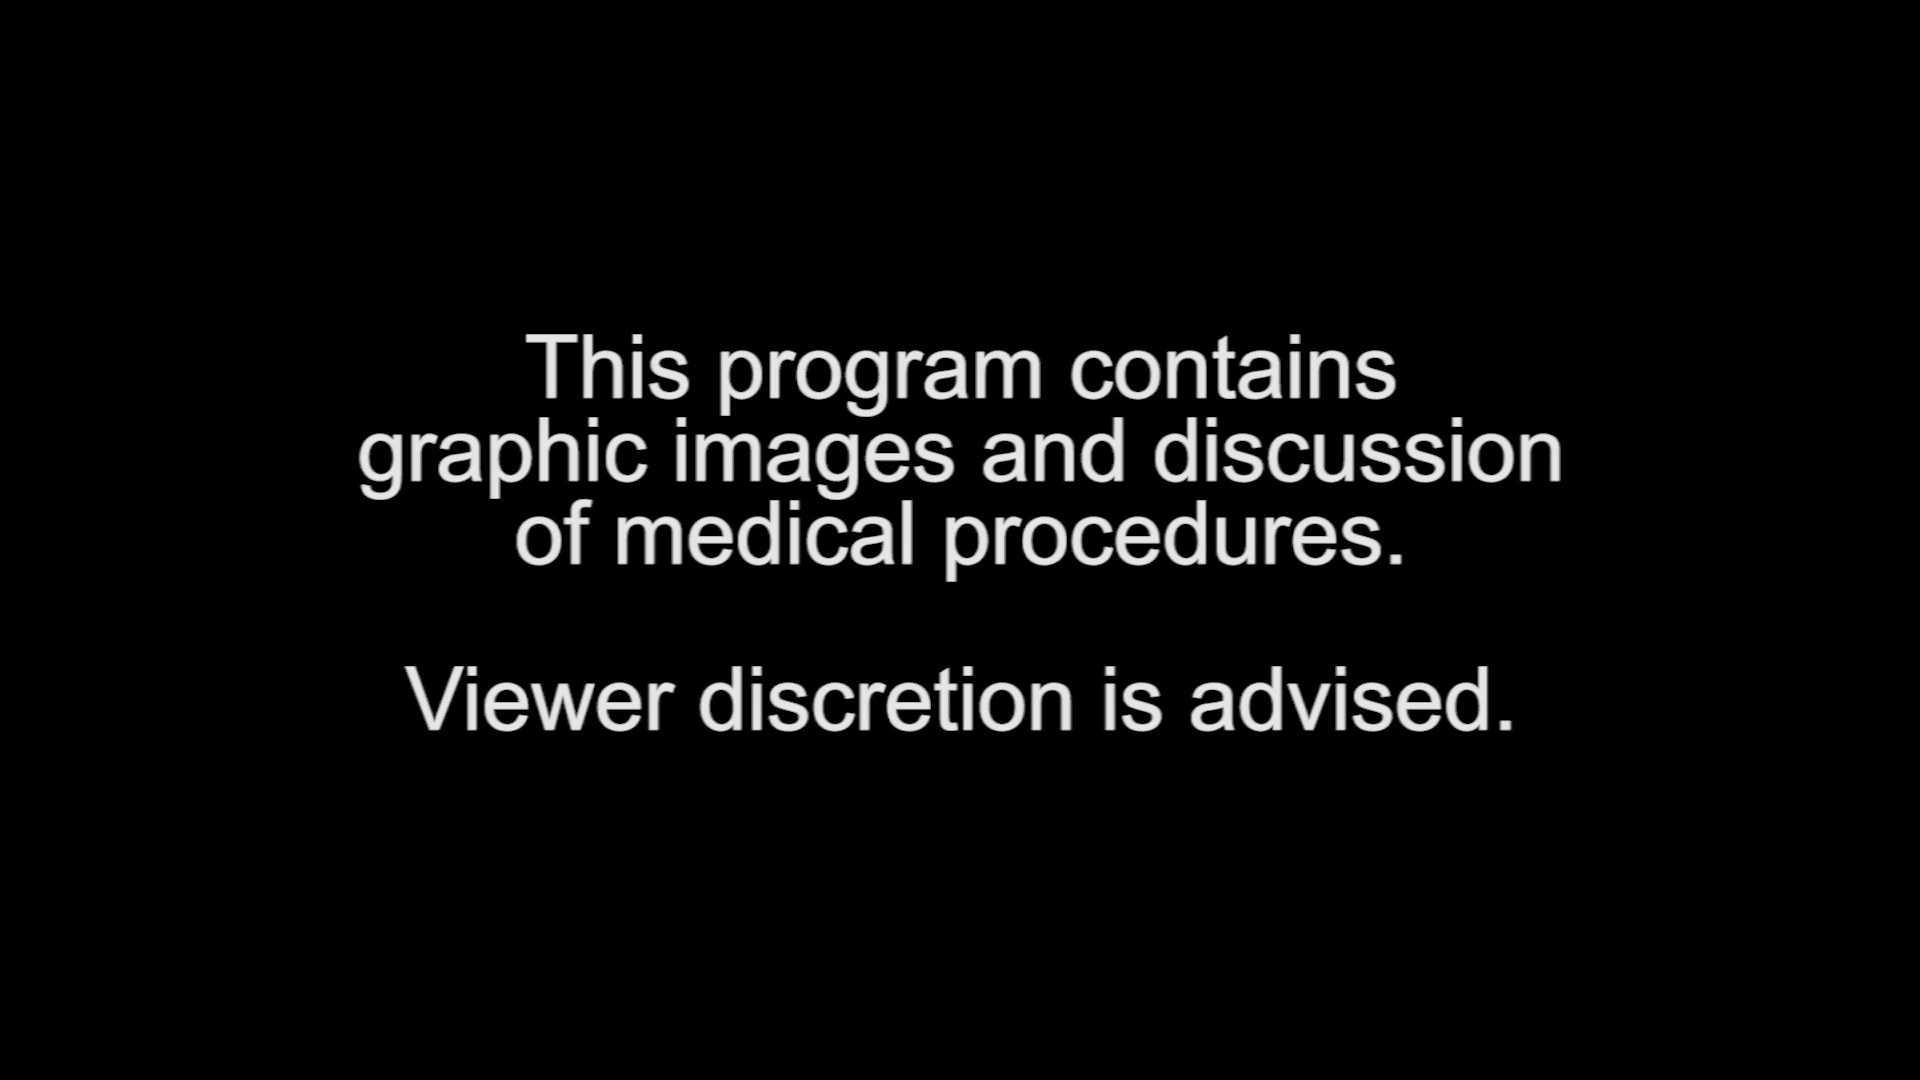 This program contains
graphic images and discussion
of medical procedures.
Viewer discretion is advised.